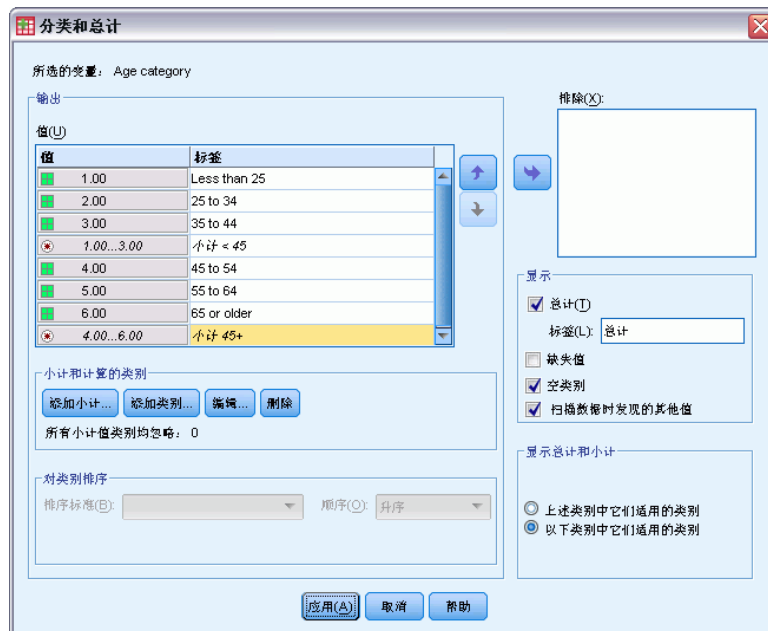 分类和总计
所选的变量: Age category
输出
值(U)
值 标签
1.00 Less than 25
2.00 25 to 34
3.00 35 to 44
1.00...3.00 小计 < 45
4.00 45 to 54
5.00 55 to 64
6.00 65 or older
4.00...6.00 小计 45+
小计和计算的类别
添加小计... 添加类别... 编辑... 删除
所有小计值类别均忽略: 0
对类别排序
排序标准(B): 顺序(O): 升序
排除(X):
显示
总计(T)
标签(L): 总计
缺失值
空类别
扫描数据时发现的其他值
显示总计和小计
上述类别中它们适用的类别
以下类别中它们适用的类别
应用(A) 取消 帮助